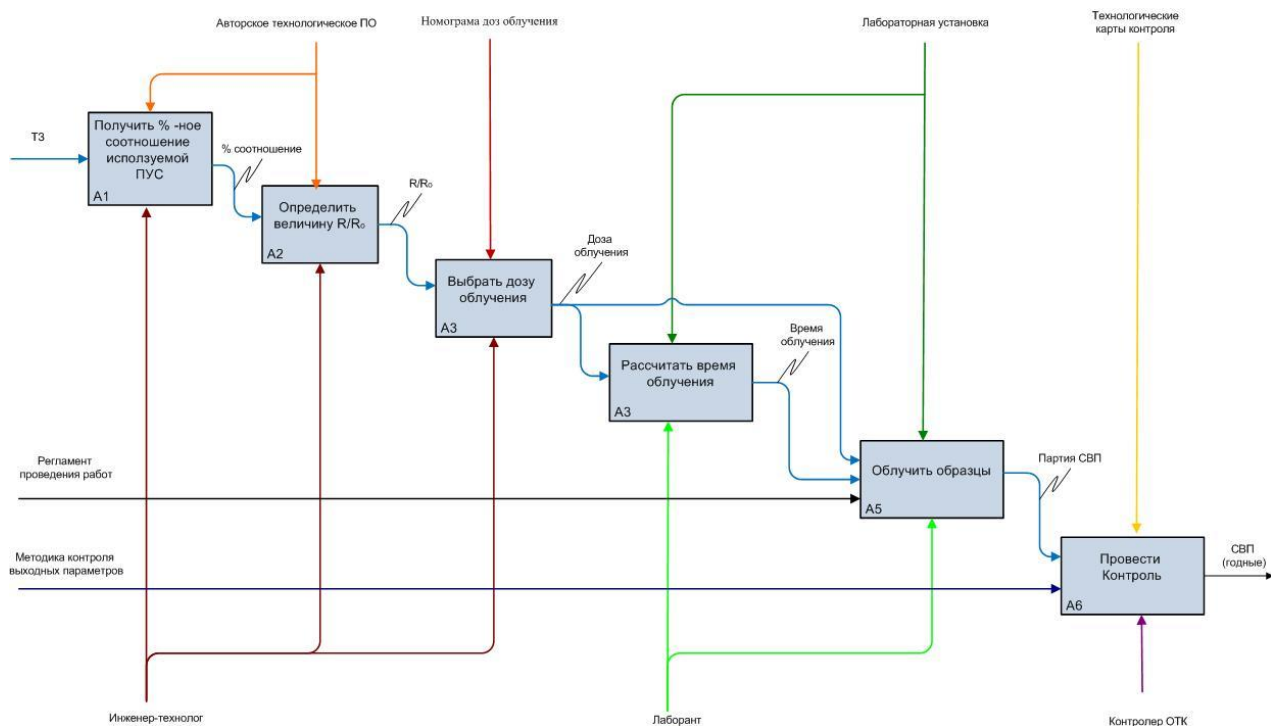 Авторское технологическое ПО
Номограма доз облучения
Лабораторная установка
Технологические
карты контроля
ТЗ
Получить % -ное
соотношение
исползуемой
ПУС
А1
% соотношение
Определить
величину R/R₀
А2
R/R₀
Выбрать дозу
облучения
А3
Доза
облучения
Рассчитать время
облучения
А3
Время
облучения
Регламент
проведения работ
Облучить образцы
А5
Партия СВП
Методика контроля
выходных параметров
Провести
Контроль
А6
СВП
(годные)
Инженер-технолог
Лаборант
Контролер ОТК